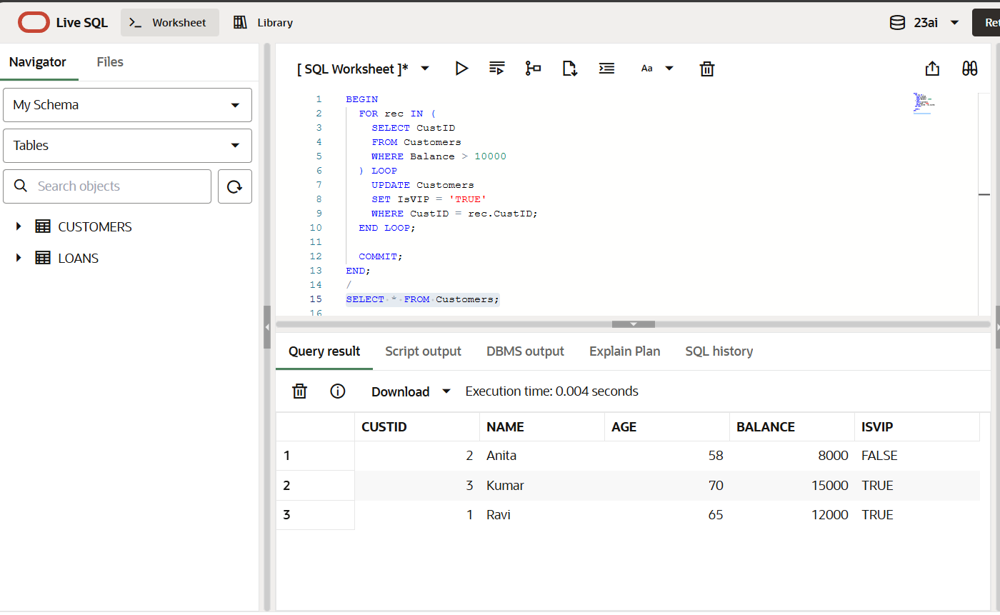 Live SQL
>_ Worksheet
Library
23ai
Ret
Navigator
Files
My Schema
Tables
Search objects
CUSTOMERS
LOANS
[ SQL Worksheet ]*
Aa
1 BEGIN
2 FOR rec IN (
3 SELECT CustID
4 FROM Customers
5 WHERE Balance > 10000
6 ) LOOP
7 UPDATE Customers
8 SET IsVIP = 'TRUE'
9 WHERE CustID = rec.CustID;
10 END LOOP;
11
12 COMMIT;
13 END;
14 /
15 SELECT * FROM Customers;
16
Query result
Script output
DBMS output
Explain Plan
SQL history
Download
Execution time: 0.004 seconds
CUSTID NAME AGE BALANCE ISVIP
1 2 Anita 58 8000 FALSE
2 3 Kumar 70 15000 TRUE
3 1 Ravi 65 12000 TRUE